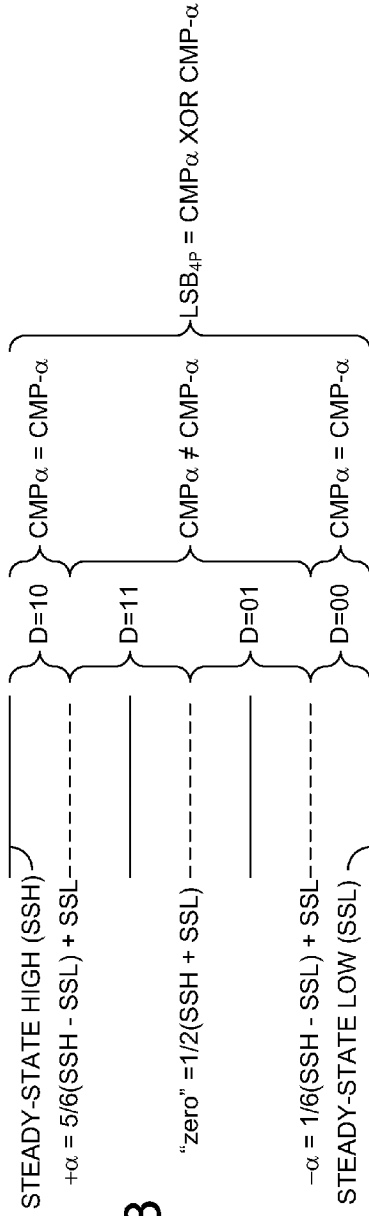 STEADY-STATE HIGH (SSH)
+α = 5/6(SSH - SSL) + SSL
"zero" =1/2(SSH + SSL)
−α = 1/6(SSH - SSL) + SSL
STEADY-STATE LOW (SSL)
D=10
D=11
D=01
D=00
CMPα = CMP-α
CMPα ≠ CMP-α
CMPα = CMP-α
LSB4P = CMPα XOR CMP-α